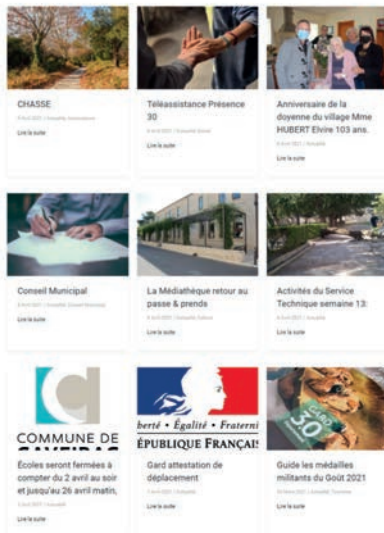 CHASSE
Lire la suite
Téléassistance Présence
30
Lire la suite
Anniversaire de la
doyenne du village Mme
HUBERT Elvire 103 ans.
Lire la suite
Conseil Municipal
Lire la suite
La Médiathèque retour au
passe & prends
Lire la suite
Activités du Service
Technique semaine 13:
Lire la suite
COMMUNE DE
Écoles seront fermées à
compter du 2 avril au soir
et jusqu'au 26 avril matin,
Lire la suite
berté • Égalité • Fraterni
ÉPUBLIQUE FRANÇAI
Gard attestation de
déplacement
Lire la suite
GARD
30
Guide les médailles
militants du Goût 2021
Lire la suite